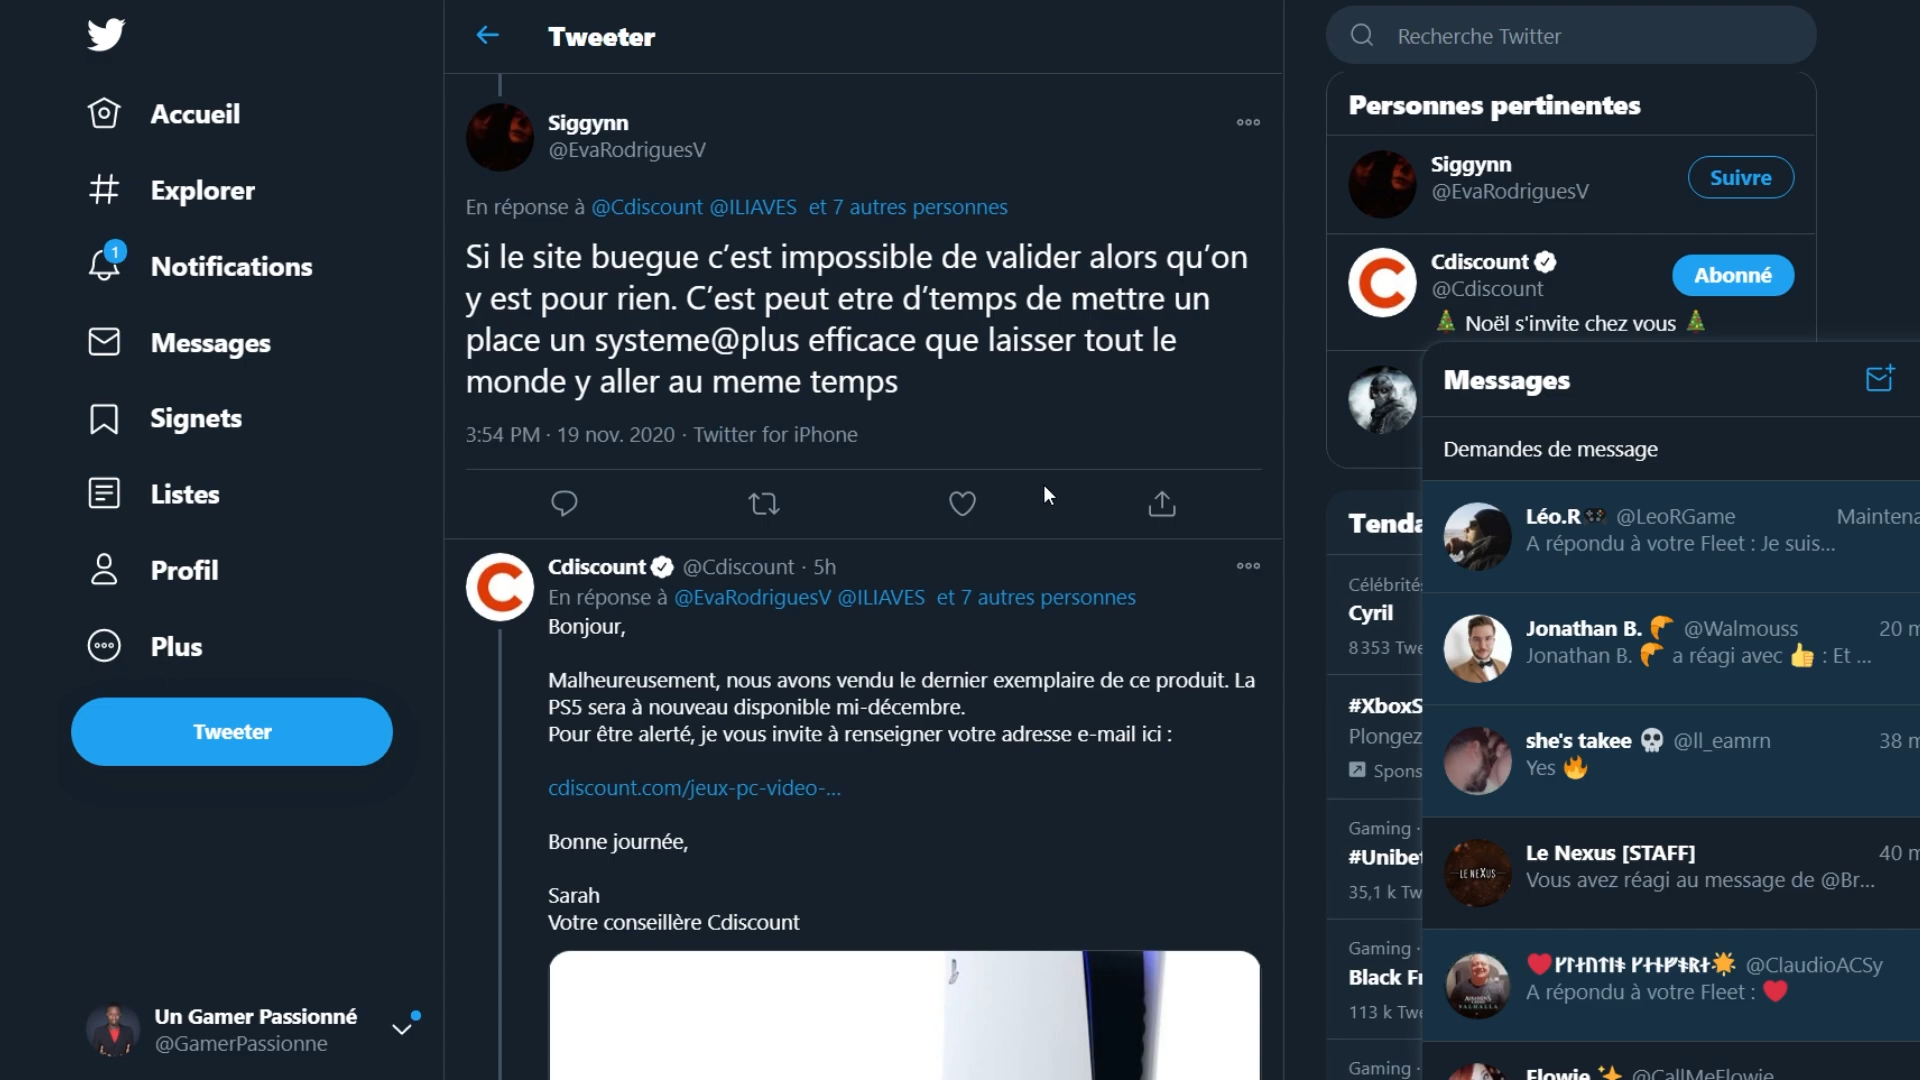 Accueil
Explorer
1
Notifications
Messages
Signets
Listes
Profil
Plus
Tweeter
Un Gamer Passionné
@GamerPassionne
Tweeter
Siggynn
@EvaRodriguesV
En réponse à @Cdiscount @ILIAVES et 7 autres personnes
Si le site buegue c’est impossible de valider alors qu’on
y est pour rien. C’est peut etre d’temps de mettre un
place un systeme@plus efficace que laisser tout le
monde y aller au meme temps
3:54 PM · 19 nov. 2020 · Twitter for iPhone
Cdiscount @Cdiscount · 5h
En réponse à @EvaRodriguesV @ILIAVES et 7 autres personnes
Bonjour,
Malheureusement, nous avons vendu le dernier exemplaire de ce produit. La
PS5 sera à nouveau disponible mi-décembre.
Pour être alerté, je vous invite à renseigner votre adresse e-mail ici :
cdiscount.com/jeux-pc-video-...
Bonne journée,
Sarah
Votre conseillère Cdiscount
Recherche Twitter
Personnes pertinentes
Siggynn
@EvaRodriguesV
Suivre
Cdiscount
@Cdiscount
Abonné
🎄 Noël s'invite chez vous 🎄
Tenda
Célébrité
Cyril
8 353 Twe
#XboxS
Plongez
Spons
Gaming ·
#Unibe
35,1 k Tw
Gaming ·
Black F
113 k Twe
Gaming ·
Messages
Demandes de message
Léo.R🎮 @LeoRGame Maintena
A répondu à votre Fleet : Je suis...
Jonathan B. 🥐 @Walmouss 20 m
Jonathan B. 🥐 a réagi avec 👍 : Et ...
she's takee 💀 @ll_eamrn 38 m
Yes 🔥
Le Nexus [STAFF] 40 m
LE NEXUS
Vous avez réagi au message de @Br...
@ClaudioACSy
A répondu à votre Fleet : ❤️
Flowie ✨ @CallMeFlowie